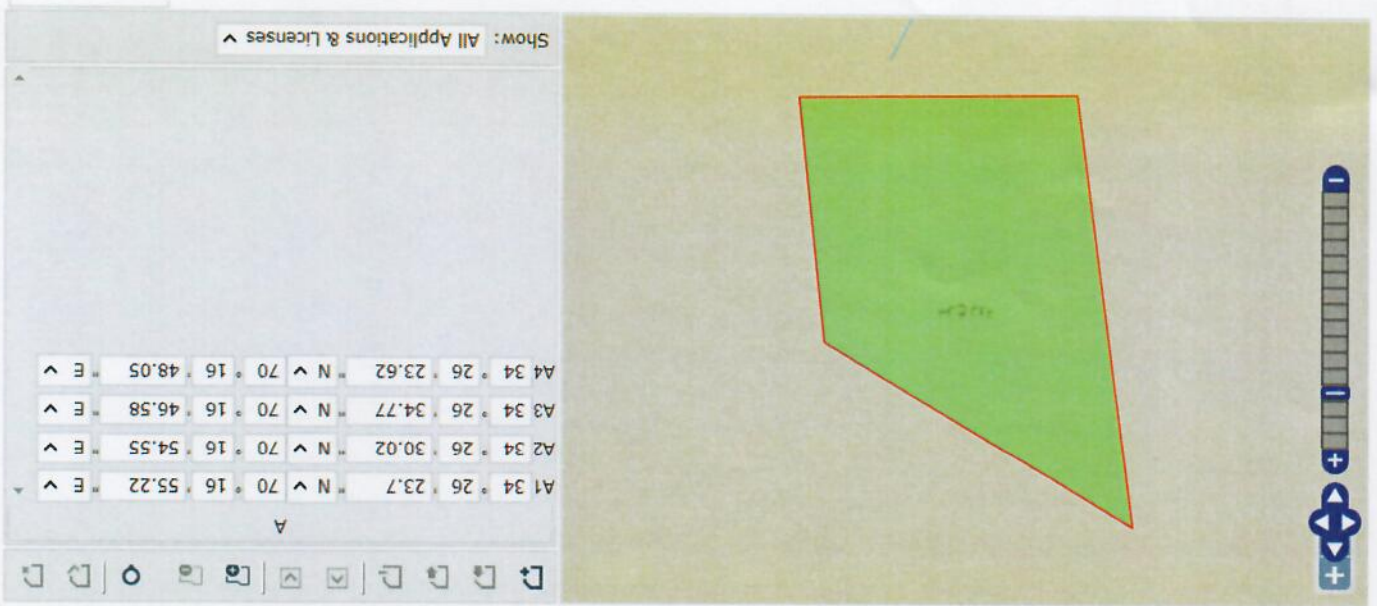 A
A1 34 ° 26 ' 23.7 " N 70 ° 16 ' 55.22 " E
A2 34 ° 26 ' 30.02 " N 70 ° 16 ' 54.55 " E
A3 34 ° 26 ' 34.77 " N 70 ° 16 ' 46.58 " E
A4 34 ° 26 ' 23.62 " N 70 ° 16 ' 48.05 " E
Show: All Applications & Licenses